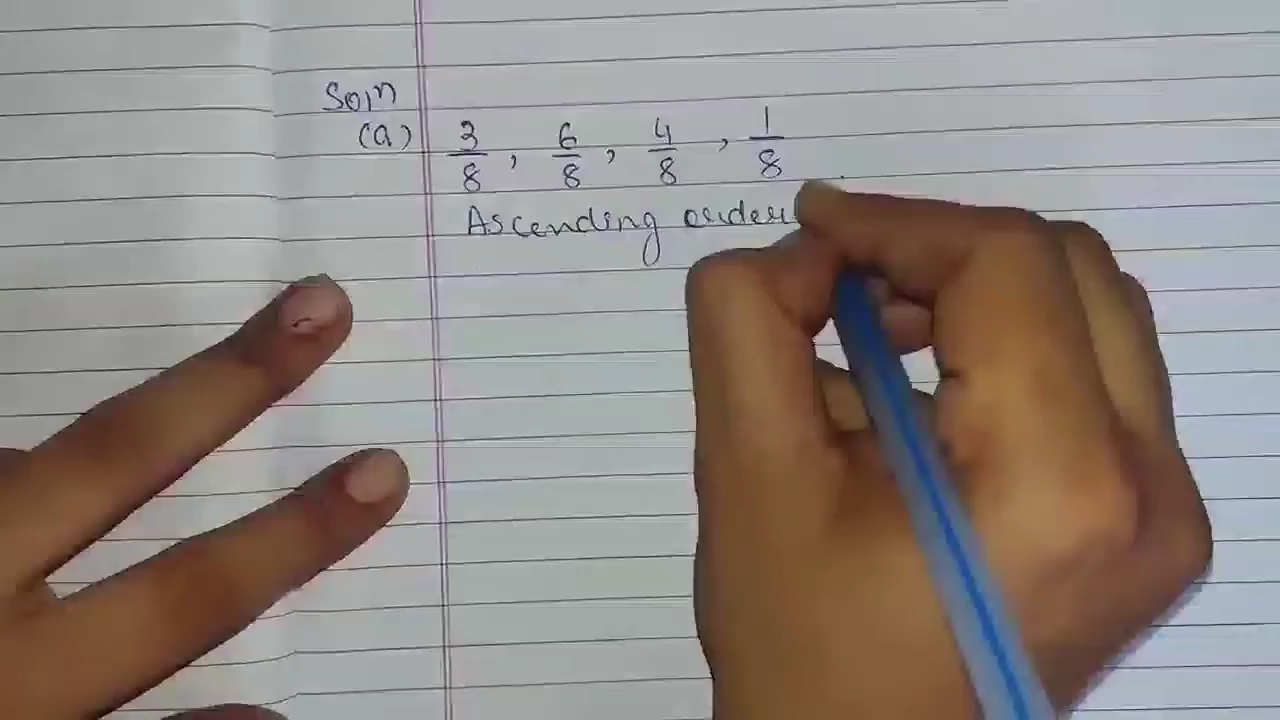 Soln
(a) 3/8, 6/8, 4/8, 1/8
Ascending order